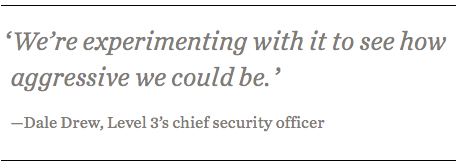 ‘We’re experimenting with it to see how
aggressive we could be.’
—Dale Drew, Level 3’s chief security officer